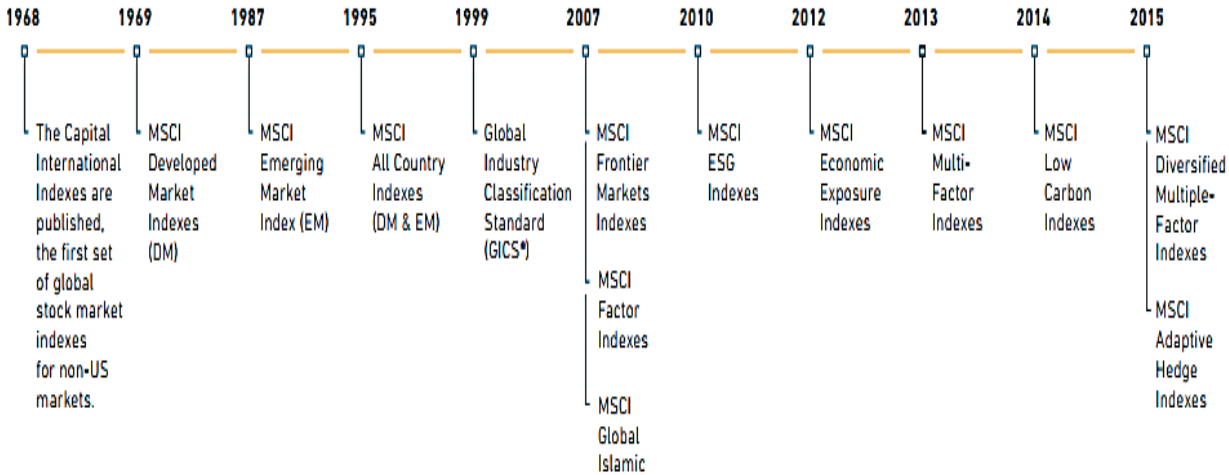 1968 1969 1987 1995 1999 2007 2010 2012 2013 2014 2015
The Capital
International
Indexes are
published,
the first set
of global
stock market
indexes
for non-US
markets.
MSCI
Developed
Market
Indexes
(DM)
MSCI
Emerging
Market
Index (EM)
MSCI
All Country
Indexes
(DM & EM)
Global
Industry
Classification
Standard
(GICS®)
MSCI
Frontier
Markets
Indexes
MSCI
Factor
Indexes
MSCI
Global
Islamic
MSCI
ESG
Indexes
MSCI
Economic
Exposure
Indexes
MSCI
Multi-
Factor
Indexes
MSCI
Low
Carbon
Indexes
MSCI
Diversified
Multiple-
Factor
Indexes
MSCI
Adaptive
Hedge
Indexes